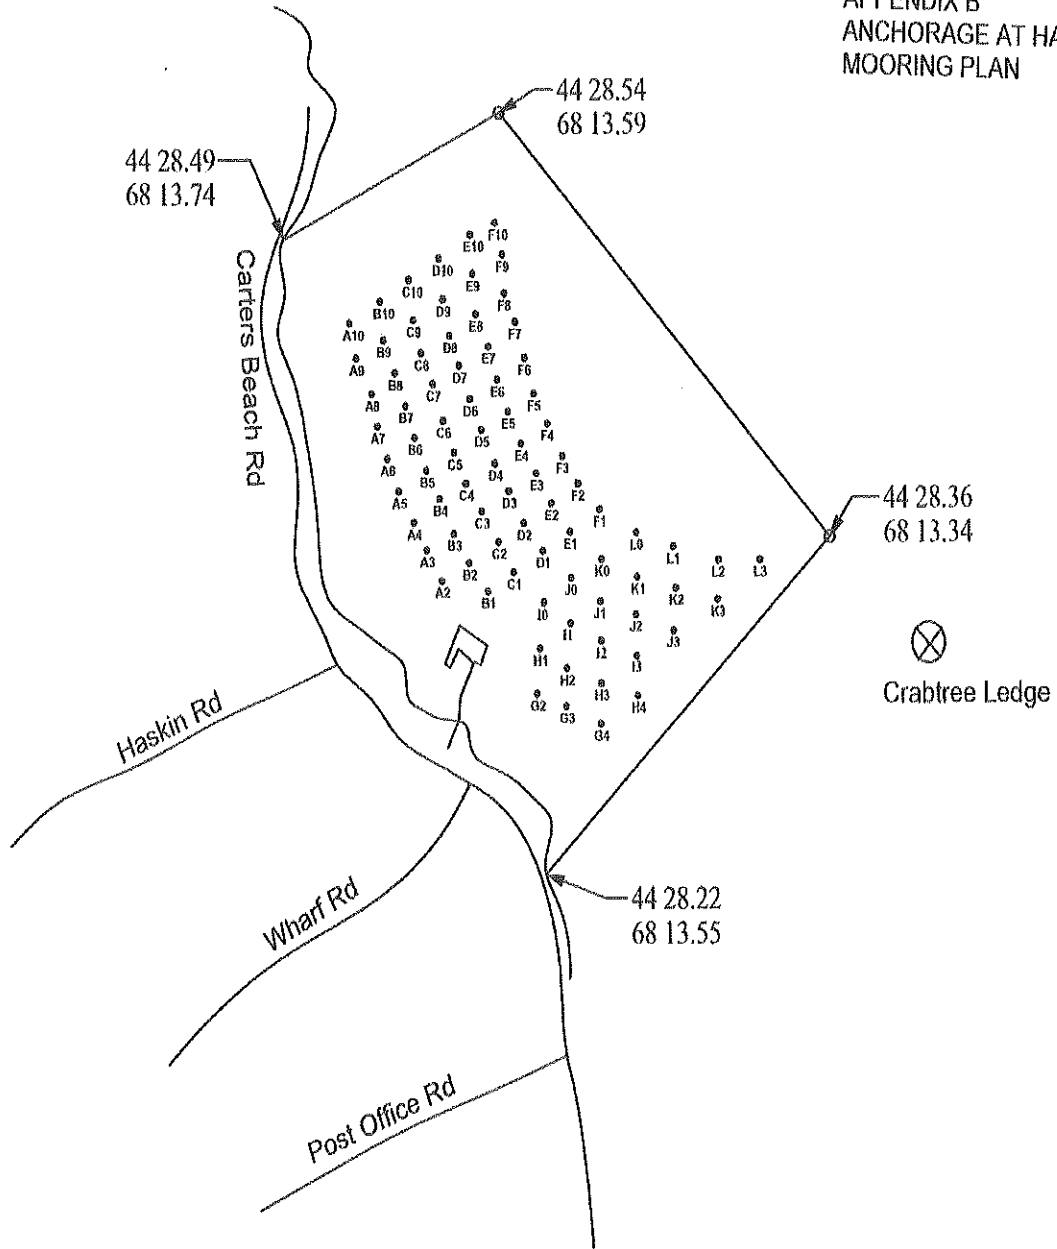 APPENDIX B
ANCHORAGE AT HA
MOORING PLAN
44 28.54
68 13.59
44 28.49
68 13.74
Carters Beach Rd
F10
E10
F9
D10
E9
C10
F8
D9
B10
E8
F7
C9
A10
D8
E7
B9
F6
C8
D7
A9
E6
B8
F5
C7
D6
A8
E5
B7
F4
C6
D5
A7
E4
B6
F3
C5
D4
A6
E3
B5
F2
C4
D3
A5
E2
B4
F1
C3
D2
A4
E1
L0
B3
L1
C2
D1
K0
L2
L3
A3
B2
C1
J0
K1
K2
A2
B1
I0
J1
K3
I1
J2
J3
H1
I2
I3
H2
H3
H4
G2
G3
G4
44 28.36
68 13.34
Crabtree Ledge
Haskin Rd
Wharf Rd
44 28.22
68 13.55
Post Office Rd